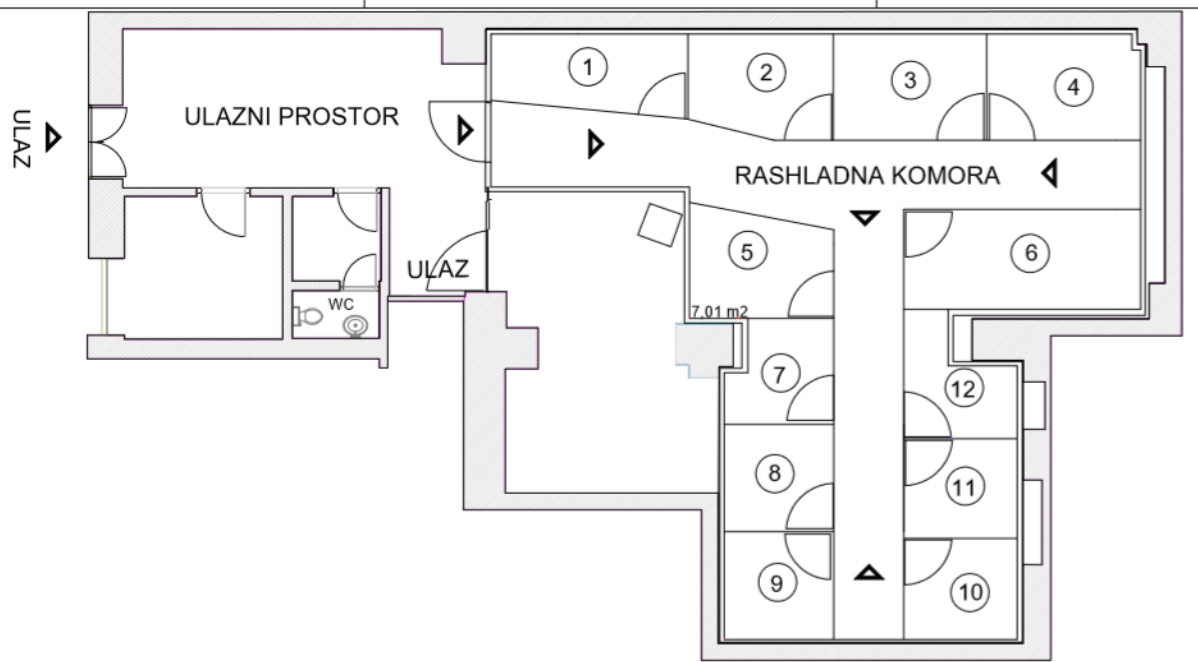 1
2
3
4
ULAZ
ULAZNI PROSTOR
RASHLADNA KOMORA
5
6
ULAZ
WC
7,01 m2
7
12
8
11
9
10